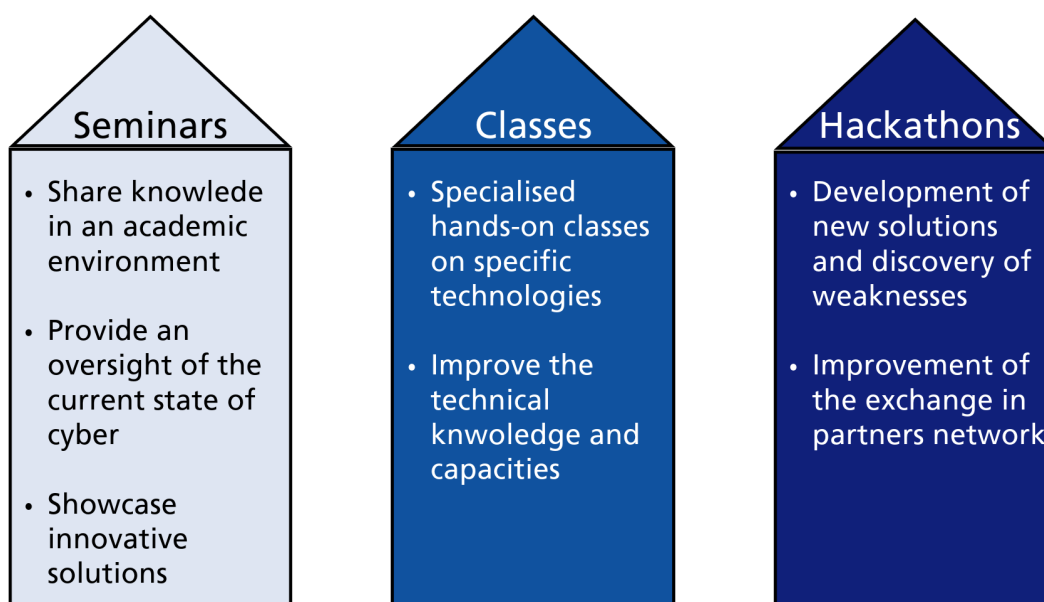 Seminars
• Share knowlede
in an academic
environment
• Provide an
oversight of the
current state of
cyber
• Showcase
innovative
solutions
Classes
• Specialised
hands-on classes
on specific
technologies
• Improve the
technical
knwoledge and
capacities
Hackathons
• Development of
new solutions
and discovery of
weaknesses
• Improvement of
the exchange in
partners network